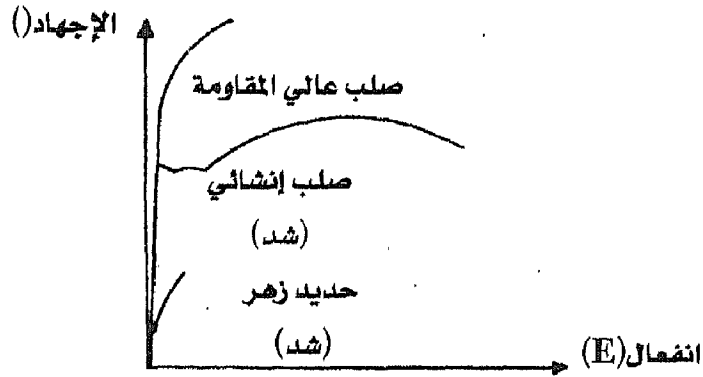 الإجهاد()
صلب عالي المقاومة
صلب إنشائي
(شد)
حديد زهر
(شد)
انفعال(E)